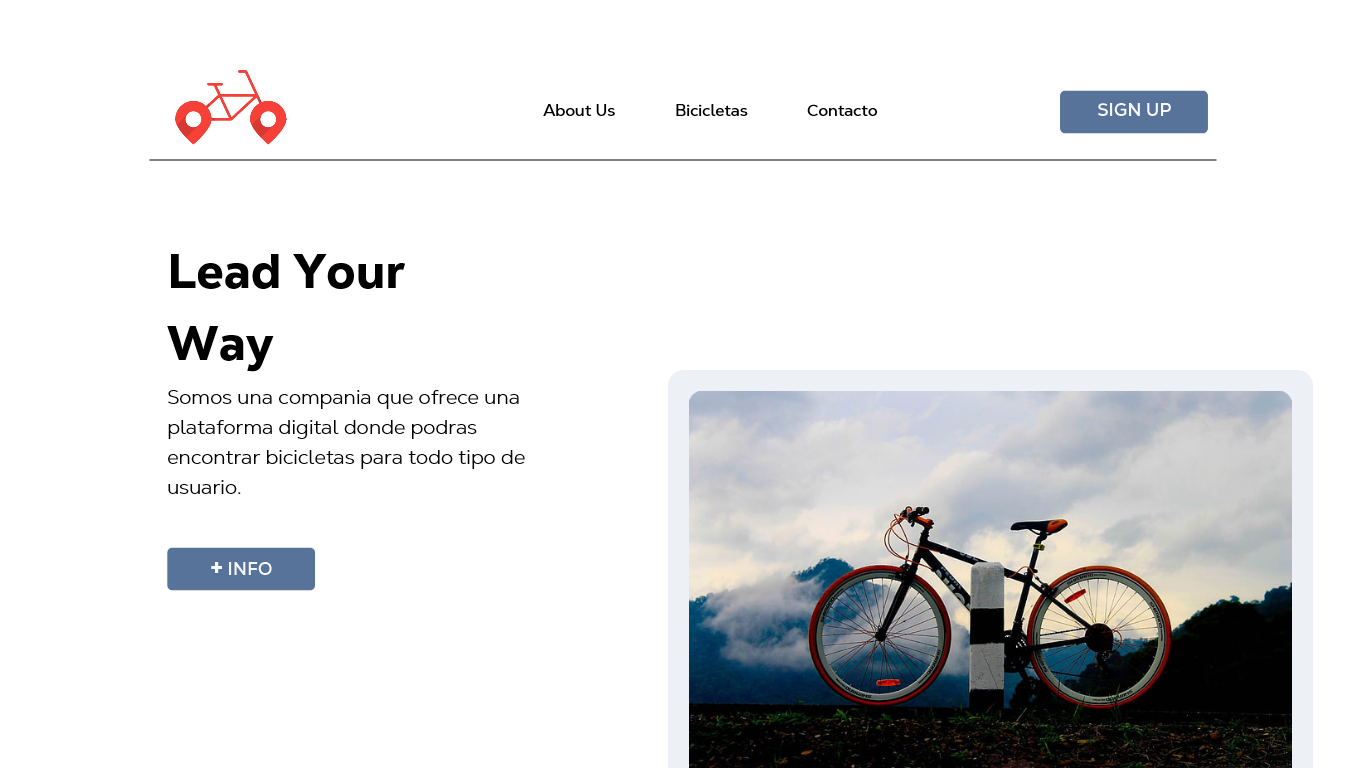 About Us
Bicicletas
Contacto
SIGN UP
Lead Your
Way
Somos una compania que ofrece una
plataforma digital donde podras
encontrar bicicletas para todo tipo de
usuario.
+ INFO